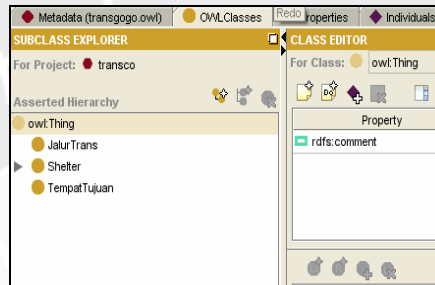 Metadata (transgogo.owl)
OWLClasses
Redo
roperties
Individuals
SUBCLASS EXPLORER
CLASS EDITOR
For Project:
transco
For Class:
owl:Thing
Asserted Hierarchy
owl:Thing
JalurTrans
Shelter
TempatTujuan
Property
rdfs:comment